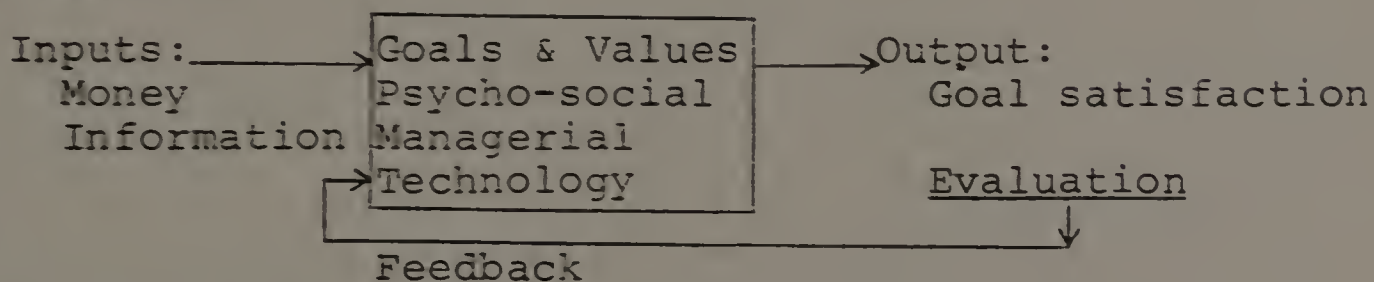 Inputs: Goals & Values Output:
Money Psycho-social Goal satisfaction
Information Managerial
Technology Evaluation
Feedback